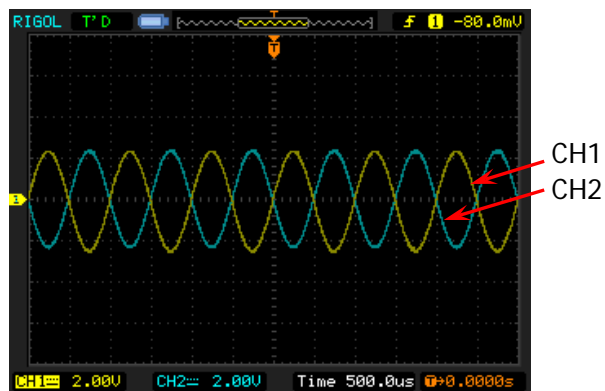 RIGOL T'D T f 1 -80.0mV
T
1
CH1
CH2
CH1 2.00V CH2 2.00V Time 500.0us T→0.0000s